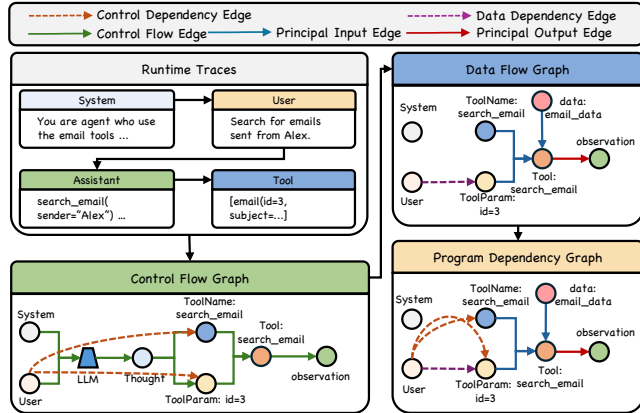 Control Dependency Edge
Data Dependency Edge
Control Flow Edge
Principal Input Edge
Principal Output Edge
Runtime Traces
System
You are agent who use
the email tools ...
User
Search for emails
sent from Alex.
Assistant
search_email(
sender="Alex") ...
Tool
[email(id=3,
subject=...]
Control Flow Graph
System
User
LLM
Thought
ToolName:
search_email
ToolParam: id=3
Tool:
search_email
observation
Data Flow Graph
System
User
ToolName:
search_email
data:
email_data
observation
Tool:
search_email
ToolParam:
id=3
Program Dependency Graph
System
User
ToolName:
search_email
data:
email_data
observation
Tool:
search_email
ToolParam:
id=3